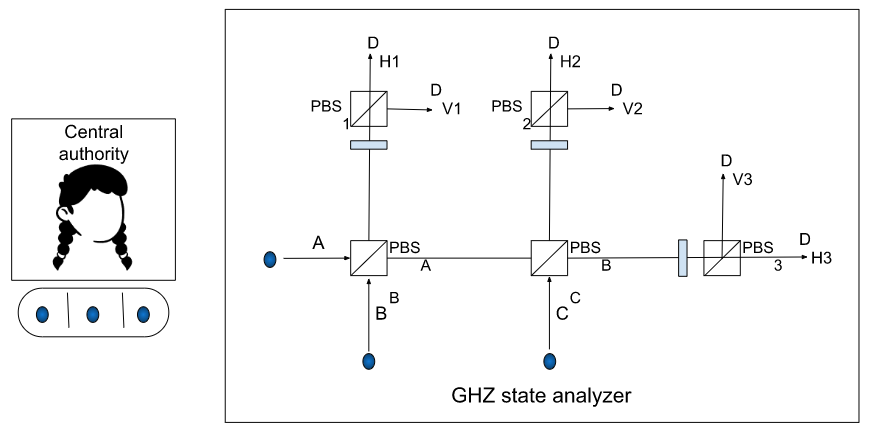 Central
authority
D
H1
PBS
1
D
V1
D
H2
PBS
2
D
V2
D
V3
PBS
3
D
H3
A
PBS
A
B
B
PBS
B
C
C
GHZ state analyzer